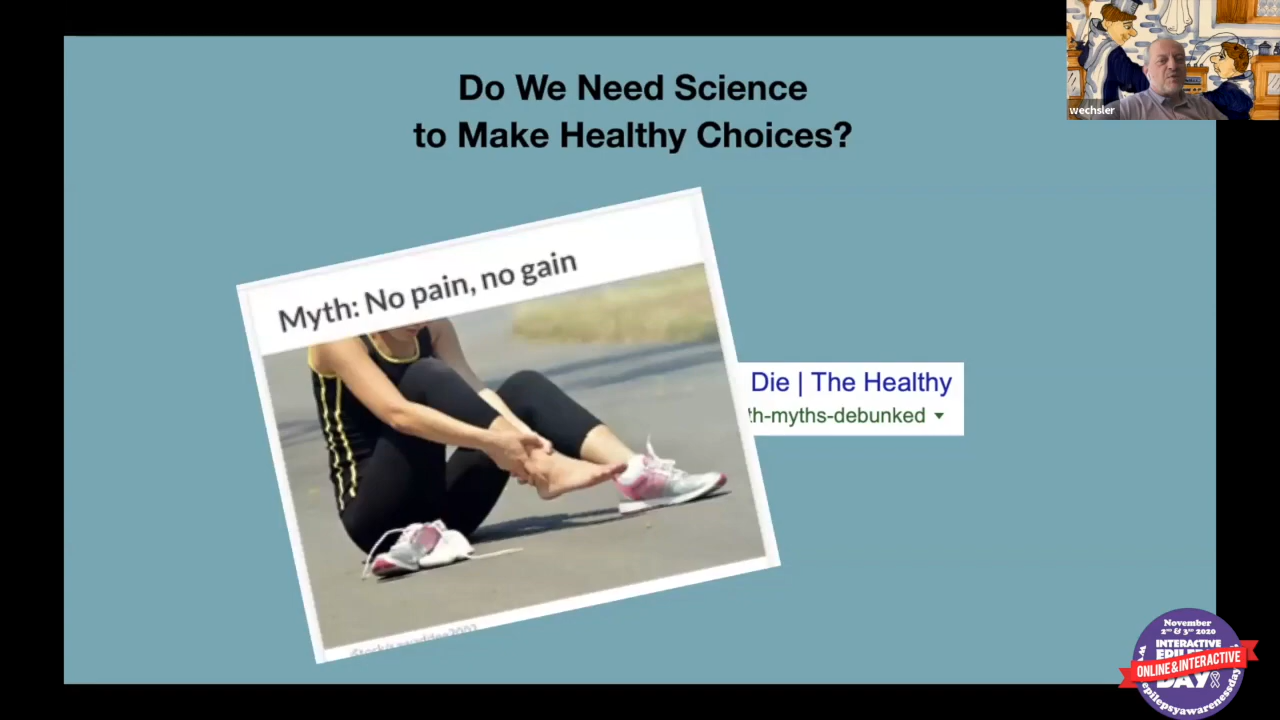 Do We Need Science
to Make Healthy Choices?
wechsler
Myth: No pain, no gain
Die | The Healthy
th-myths-debunked
November
2ND & 3RD 2020
INTERACTIVE
ONLINE & INTERACTIVE
DAY
epilepsyawarenessday